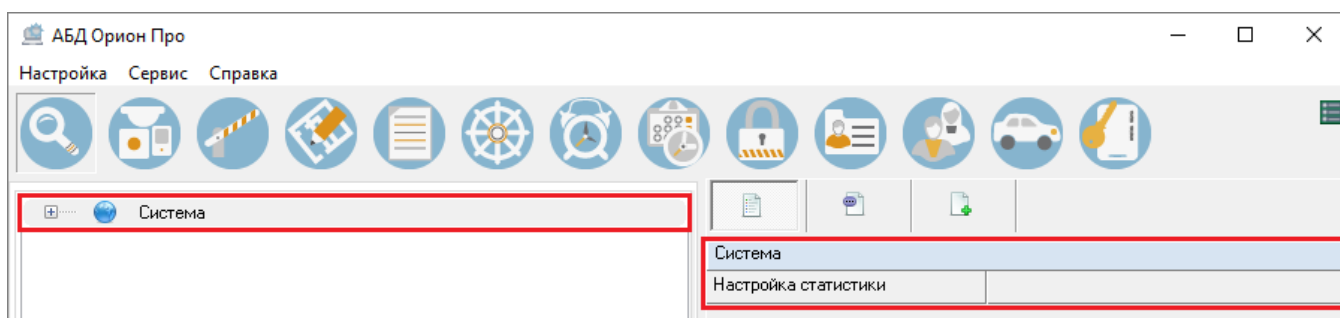 АБД Орион Про
Настройка Сервис Справка
Система
Система
Настройка статистики